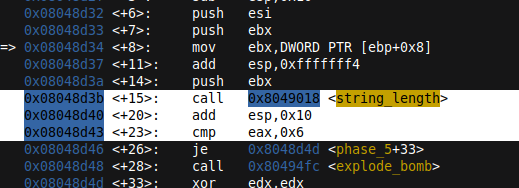 0x08048d32 <+6>: push esi
0x08048d33 <+7>: push ebx
=> 0x08048d34 <+8>: mov ebx,DWORD PTR [ebp+0x8]
0x08048d37 <+11>: add esp,0xfffffff4
0x08048d3a <+14>: push ebx
0x08048d3b <+15>: call 0x8049018 <string_length>
0x08048d40 <+20>: add esp,0x10
0x08048d43 <+23>: cmp eax,0x6
0x08048d46 <+26>: je 0x8048d4d <phase_5+33>
0x08048d48 <+28>: call 0x80494fc <explode_bomb>
0x08048d4d <+33>: xor edx,edx